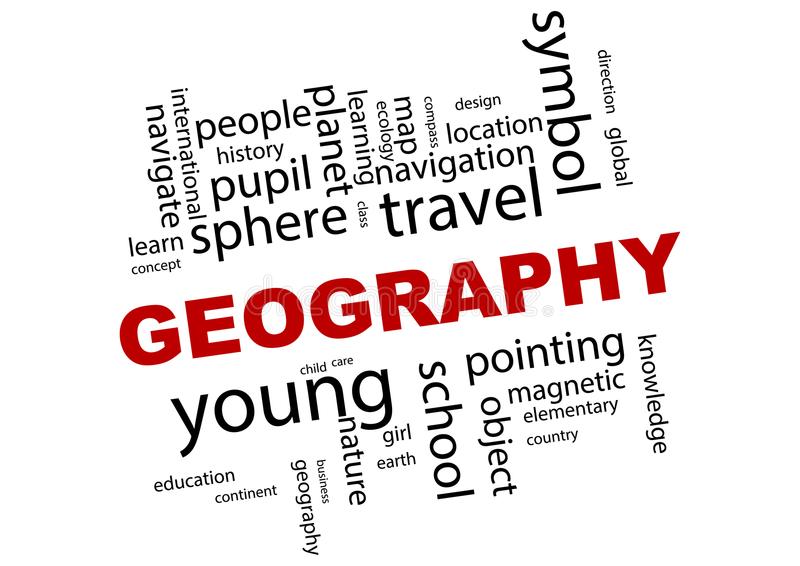 symbol
direction
global
design
compass
location
map
ecology
learning
navigation
planet
people
international
navigate
history
pupil
class
travel
sphere
learn
concept
GEOGRAPHY
child care
young
pointing
knowledge
school
magnetic
object
elementary
country
girl
nature
earth
education
continent
geography
business